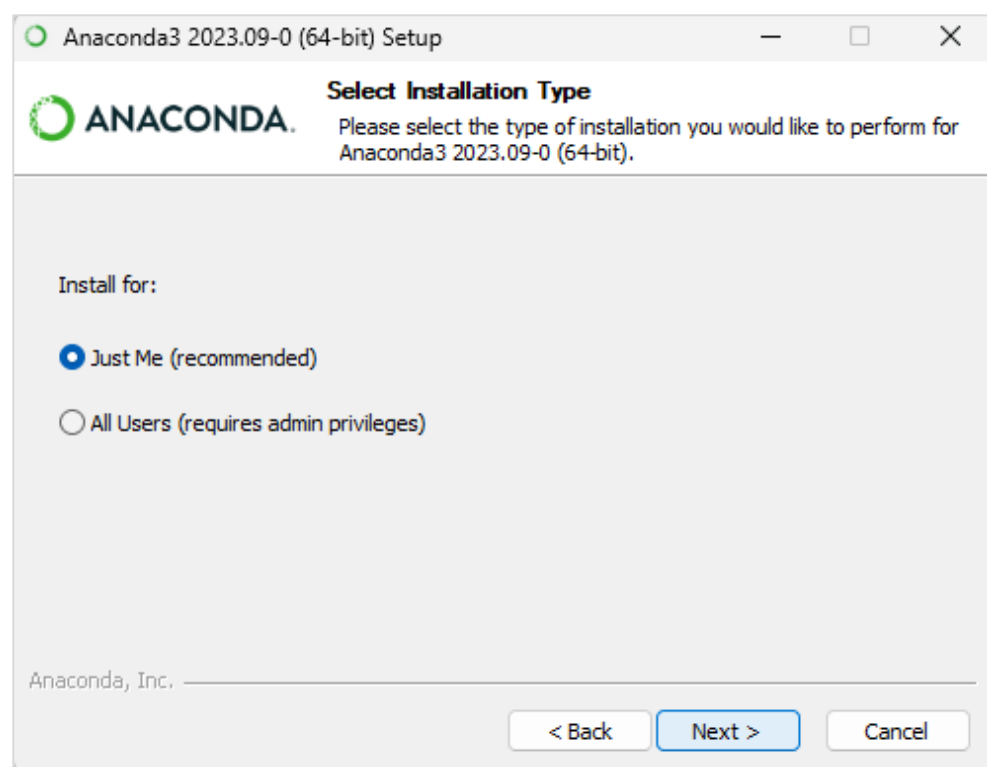 Anaconda3 2023.09-0 (64-bit) Setup
ANACONDA.
Select Installation Type
Please select the type of installation you would like to perform for
Anaconda3 2023.09-0 (64-bit).
Install for:
Just Me (recommended)
All Users (requires admin privileges)
Anaconda, Inc.
< Back Next > Cancel